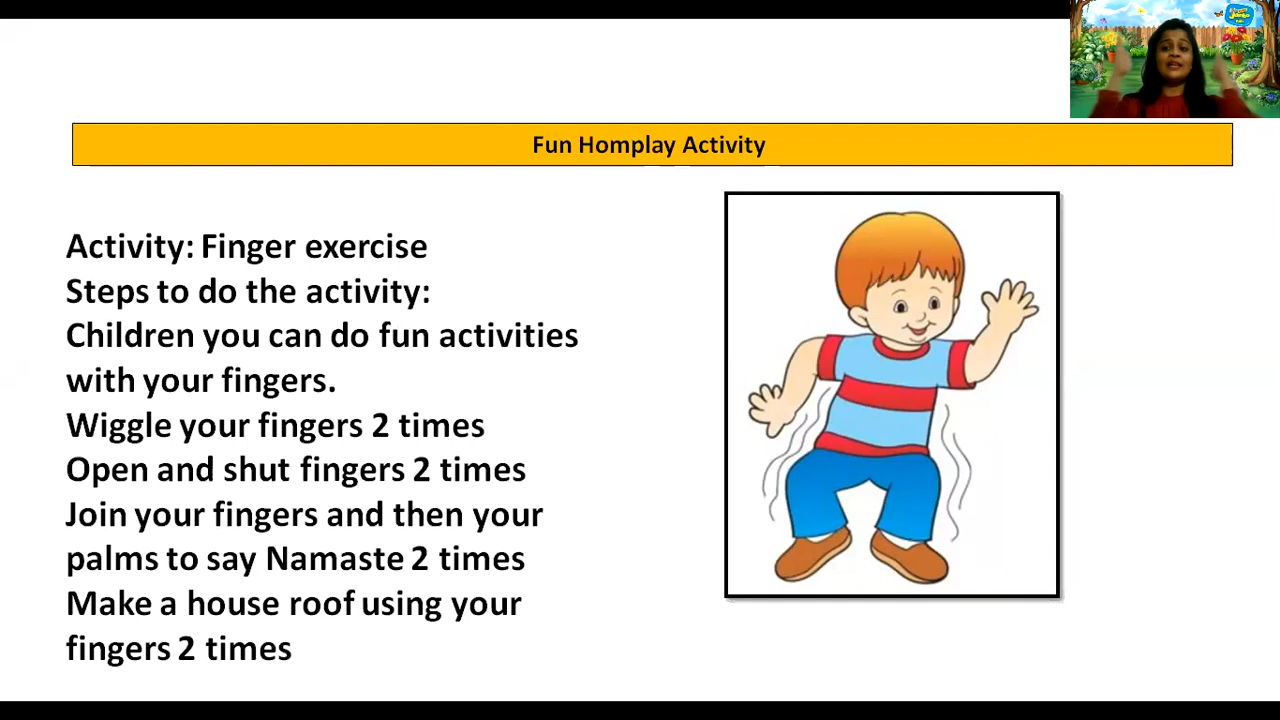 Fun Homplay Activity
Activity: Finger exercise
Steps to do the activity:
Children you can do fun activities
with your fingers.
Wiggle your fingers 2 times
Open and shut fingers 2 times
Join your fingers and then your
palms to say Namaste 2 times
Make a house roof using your
fingers 2 times